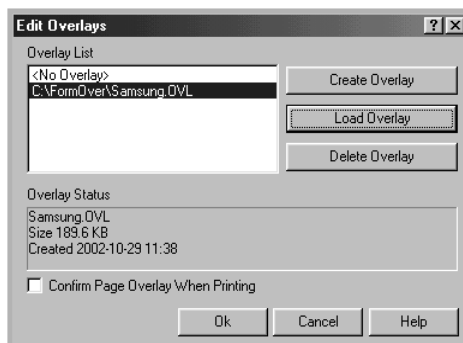 Edit Overlays
? ×
Overlay List
<No Overlay>
C:\FormOver\Samsung.OVL
Create Overlay
Load Overlay
Delete Overlay
Overlay Status
Samsung.OVL
Size 189.6 KB
Created 2002-10-29 11:38
Confirm Page Overlay When Printing
Ok
Cancel
Help